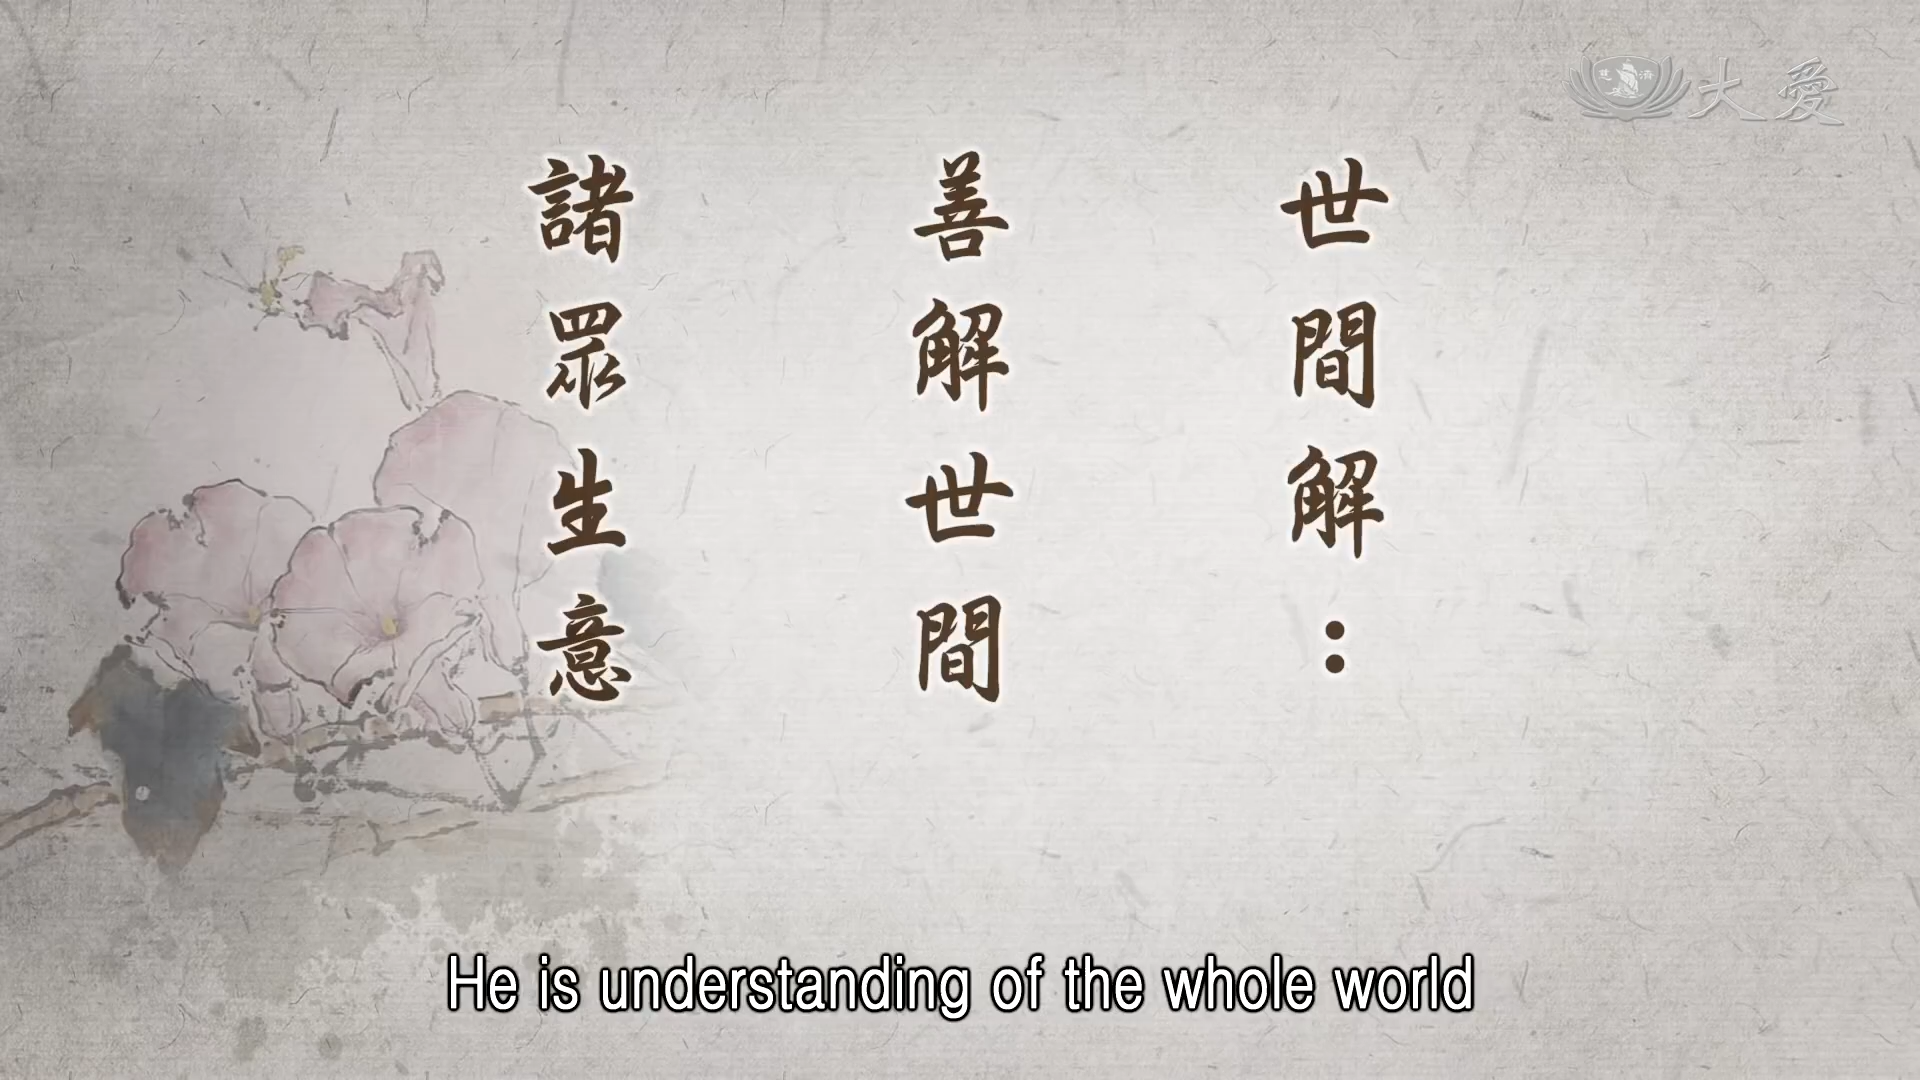 大愛
世間解：
善解世間
諸眾生意
He is understanding of the whole world